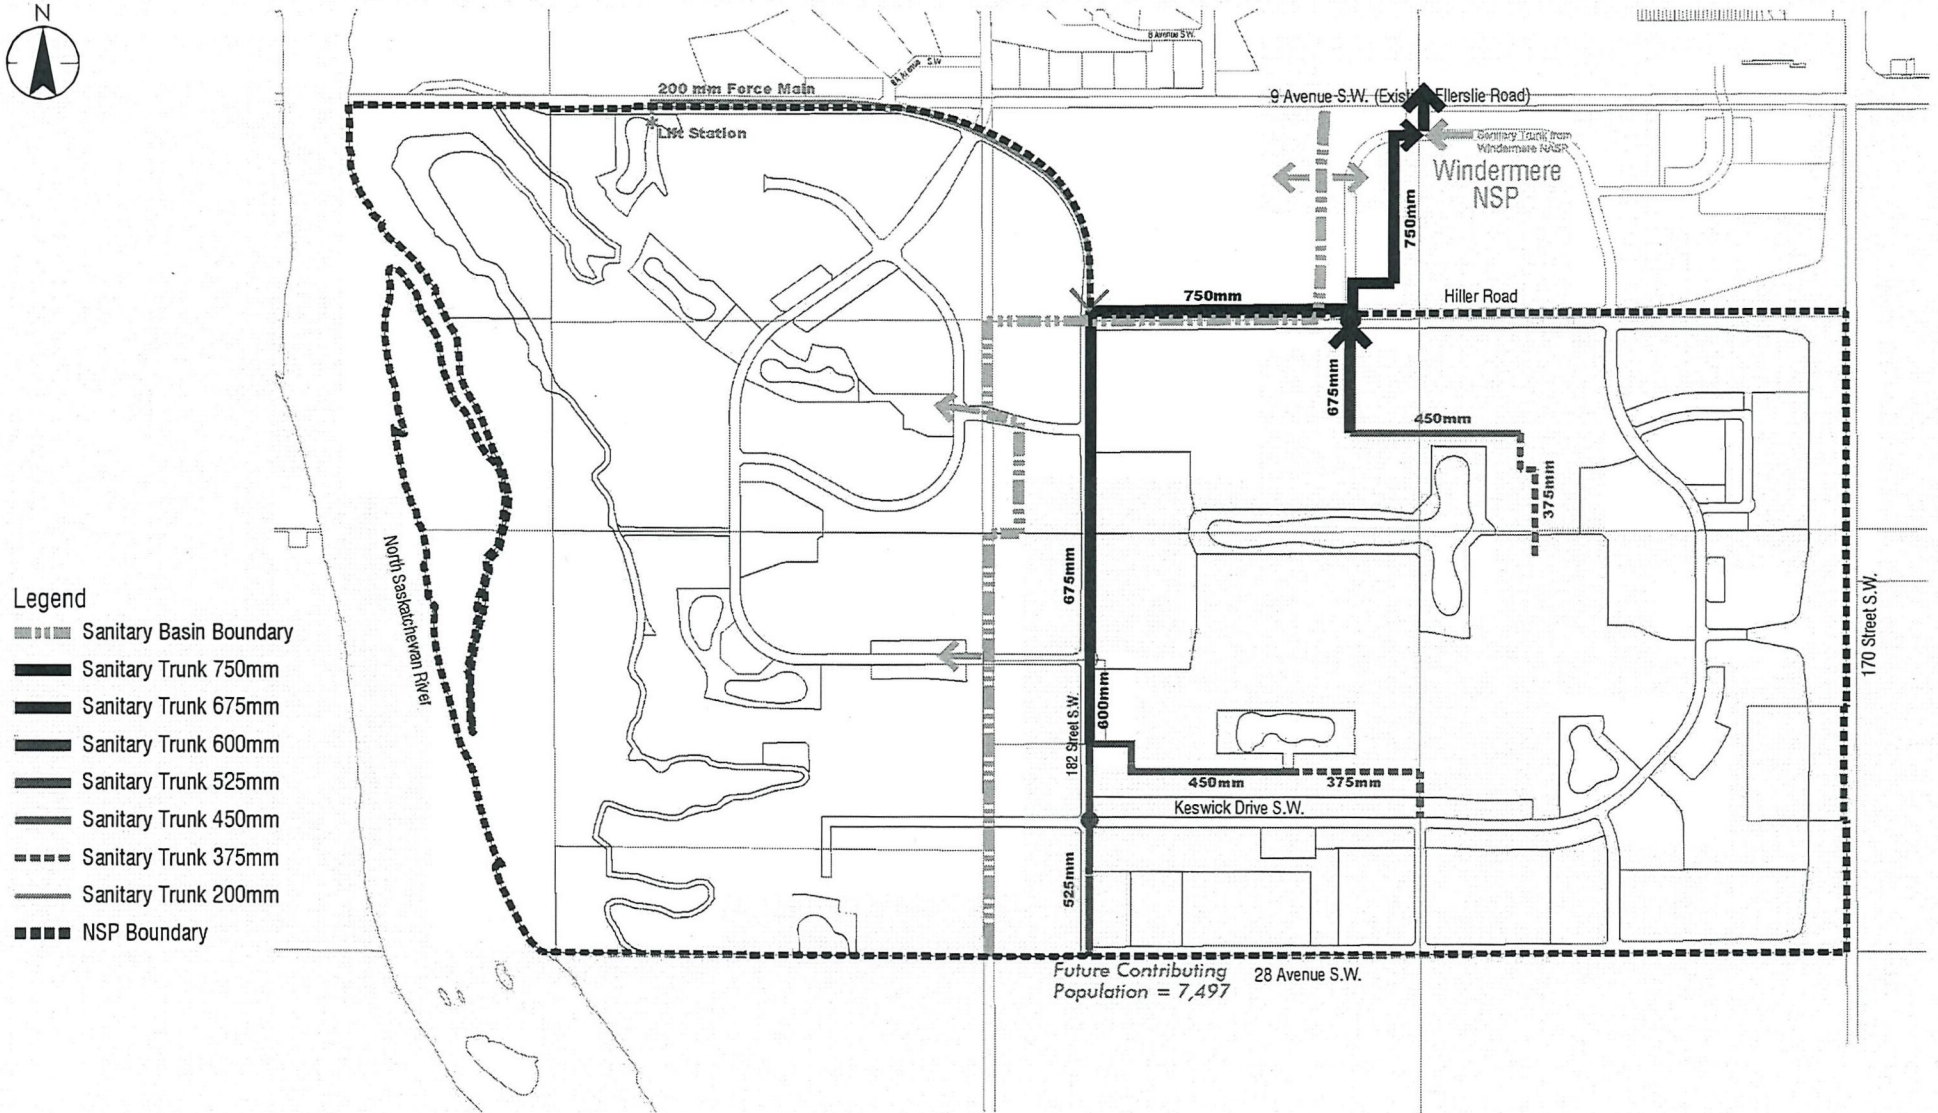 N
8 Avenue S.W.
200 mm Force Main
9 Avenue S.W.
Ellerslie Road)
Lift Station
Sanitary Trunk from
Windermere NASP
Windermere
NSP
750mm
750mm
Hiller Road
675mm
450mm
375mm
North Saskatchewan River
675mm
170 Street S.W.
Legend
Sanitary Basin Boundary
Sanitary Trunk 750mm
Sanitary Trunk 675mm
Sanitary Trunk 600mm
Sanitary Trunk 525mm
Sanitary Trunk 450mm
Sanitary Trunk 375mm
Sanitary Trunk 200mm
NSP Boundary
600mm
182 Street S.W.
450mm
375mm
Keswick Drive S.W.
525mm
Future Contributing
Population = 7,497
28 Avenue S.W.